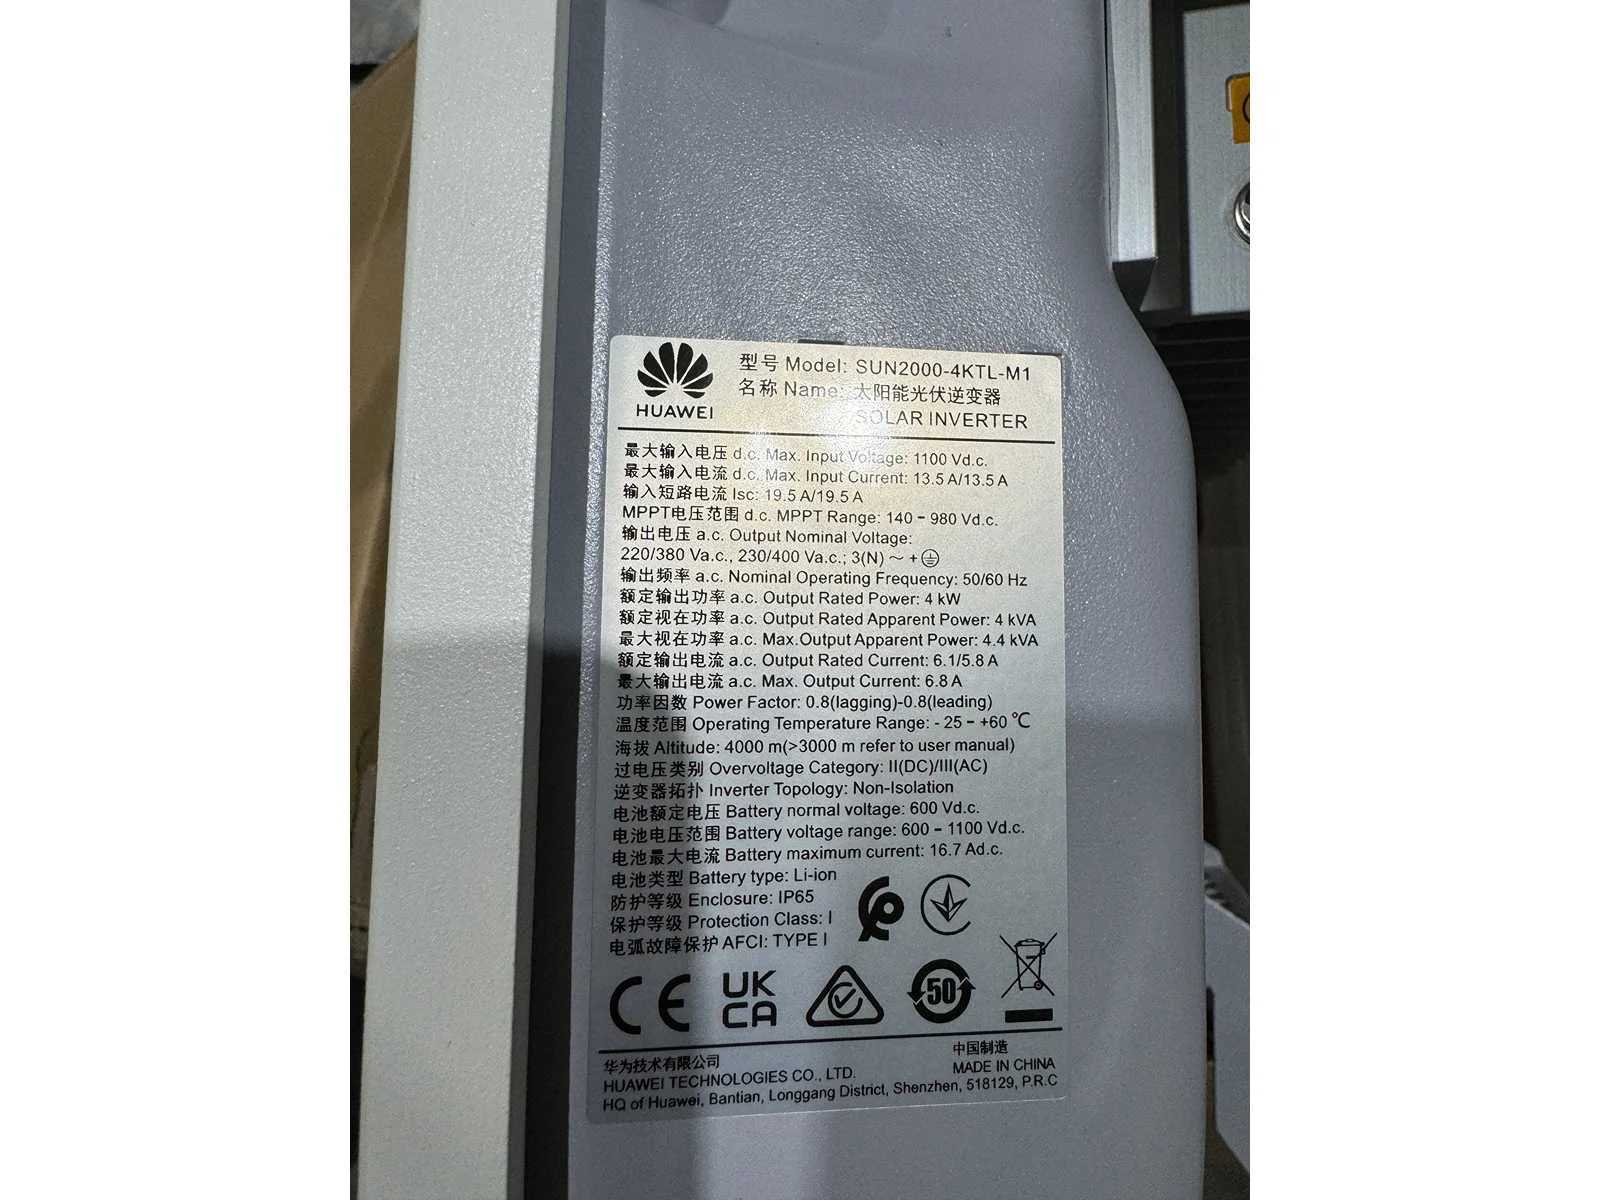 HUAWEI
型号 Model: SUN2000-4KTL-M1
名称 Name: 太阳能光伏逆变器
SOLAR INVERTER
最大输入电压 d.c. Max. Input Voltage: 1100 Vd.c.
最大输入电流 d.c. Max. Input Current: 13.5 A/13.5 A
输入短路电流 Isc: 19.5 A/19.5 A
MPPT电压范围 d.c. MPPT Range: 140 - 980 Vd.c.
输出电压 a.c. Output Nominal Voltage:
220/380 Va.c., 230/400 Va.c.; 3(N) ~ +
输出频率 a.c. Nominal Operating Frequency: 50/60 Hz
额定输出功率 a.c. Output Rated Power: 4 kW
额定视在功率 a.c. Output Rated Apparent Power: 4 kVA
最大视在功率 a.c. Max.Output Apparent Power: 4.4 kVA
额定输出电流 a.c. Output Rated Current: 6.1/5.8 A
最大输出电流 a.c. Max. Output Current: 6.8 A
功率因数 Power Factor: 0.8(lagging)-0.8(leading)
温度范围 Operating Temperature Range: - 25 - +60 ℃
海拔 Altitude: 4000 m(>3000 m refer to user manual)
过电压类别 Overvoltage Category: II(DC)/III(AC)
逆变器拓扑 Inverter Topology: Non-Isolation
电池额定电压 Battery normal voltage: 600 Vd.c.
电池电压范围 Battery voltage range: 600 - 1100 Vd.c.
电池最大电流 Battery maximum current: 16.7 Ad.c.
电池类型 Battery type: Li-ion
防护等级 Enclosure: IP65
保护等级 Protection Class: I
电弧故障保护 AFCI: TYPE I
CE UK CA 50
华为技术有限公司
HUAWEI TECHNOLOGIES CO., LTD.
中国制造
MADE IN CHINA
HQ of Huawei, Bantian, Longgang District, Shenzhen, 518129, P.R.C